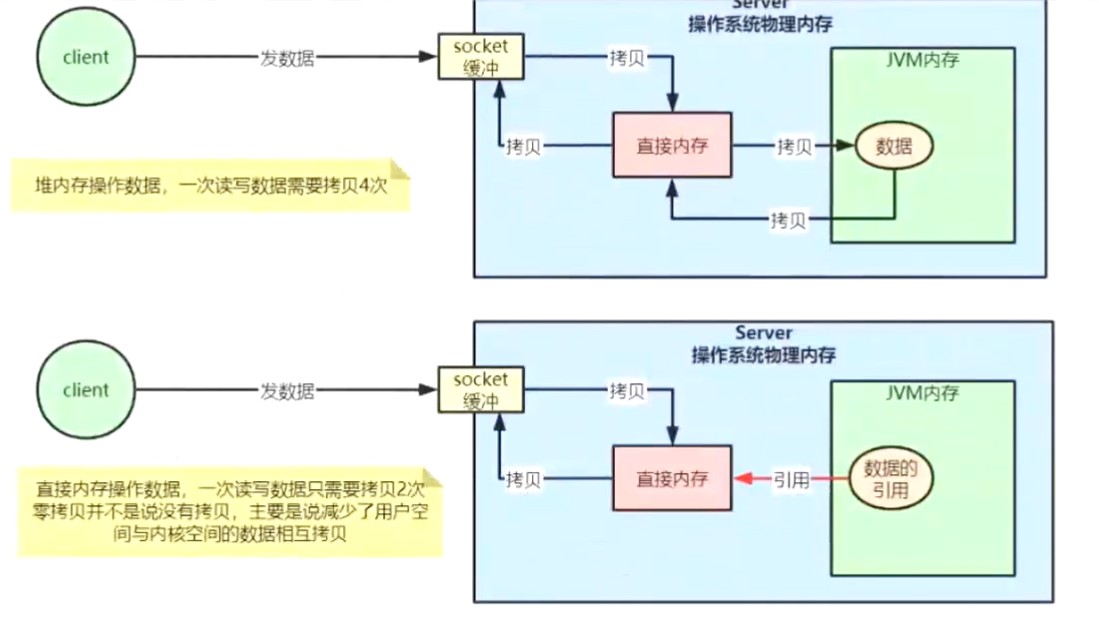 Server
操作系统物理内存
client
发数据
socket
缓冲
拷贝
JVM内存
拷贝
直接内存
拷贝
数据
堆内存操作数据，一次读写数据需要拷贝4次
拷贝
Server
操作系统物理内存
client
发数据
socket
缓冲
拷贝
JVM内存
拷贝
直接内存
引用
数据的
引用
直接内存操作数据，一次读写数据只需要拷贝2次
零拷贝并不是说没有拷贝，主要是说减少了用户空
间与内核空间的数据相互拷贝